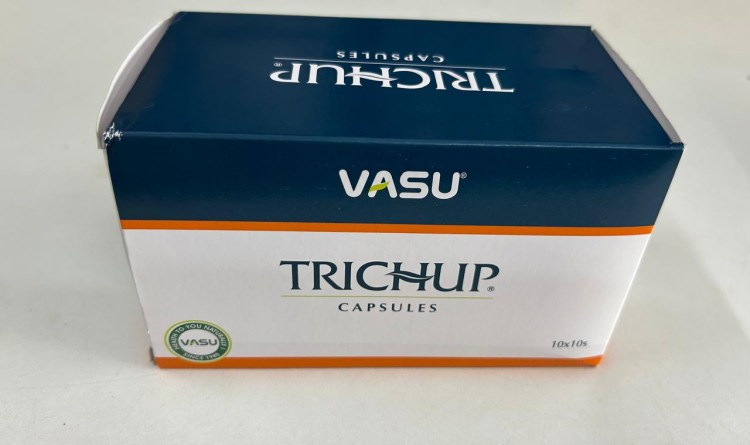 TRICHUP®
CAPSULES
VASU®
TRICHUP®
CAPSULES
VASU
10x10s